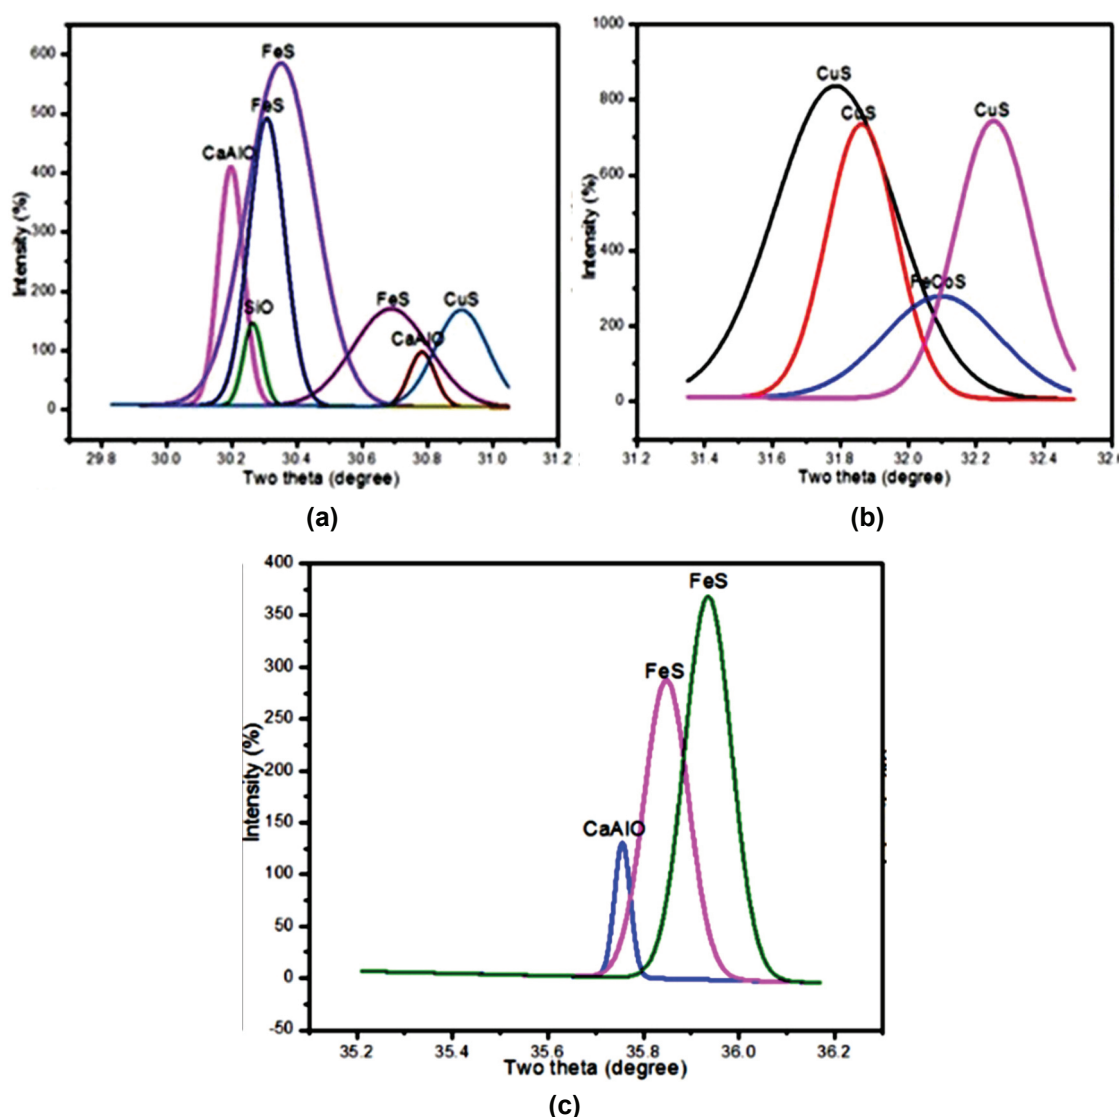 600
500
400
300
200
100
0
Intensity (%)
FeS
FeS
CaAlO
SiO
FeS
CuS
CaAlO
29.8 30.0 30.2 30.4 30.6 30.8 31.0 31.2
Two theta (degree)
(a)
1000
800
600
400
200
0
Intensity (%)
CuS
CuS
CuS
FeCoS
31.2 31.4 31.6 31.8 32.0 32.2 32.4 32.6
Two theta (degree)
(b)
400
350
300
250
200
150
100
50
0
-50
Intensity (%)
FeS
FeS
CaAlO
35.2 35.4 35.6 35.8 36.0 36.2
Two theta (degree)
(c)